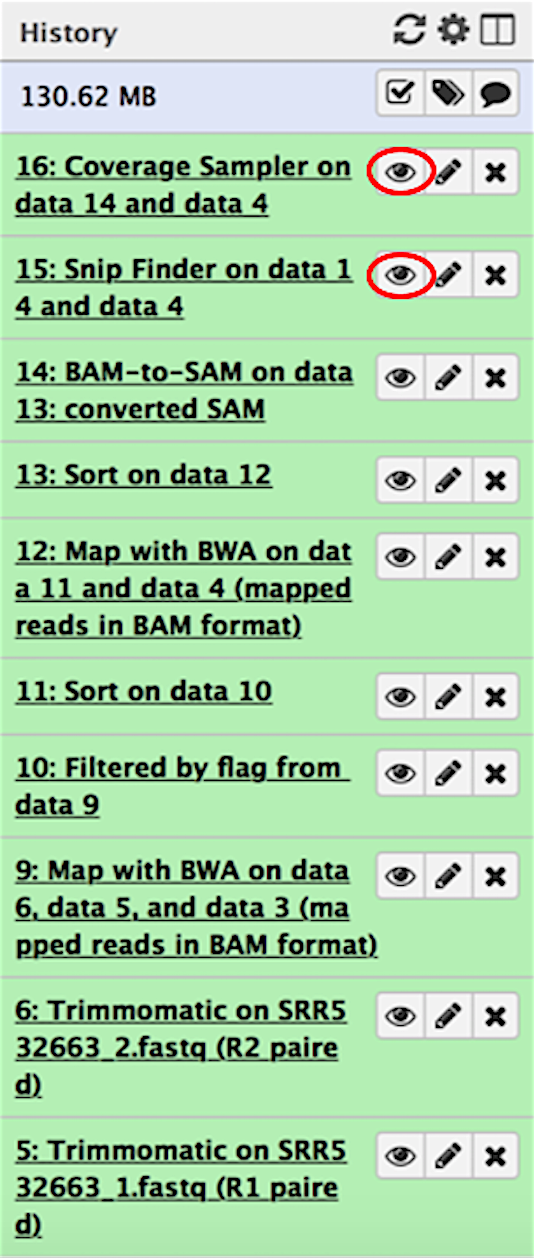 History
130.62 MB
16: Coverage Sampler on
data 14 and data 4
15: Snip Finder on data 1
4 and data 4
14: BAM-to-SAM on data
13: converted SAM
13: Sort on data 12
12: Map with BWA on dat
a 11 and data 4 (mapped
reads in BAM format)
11: Sort on data 10
10: Filtered by flag from
data 9
9: Map with BWA on data
6, data 5, and data 3 (ma
pped reads in BAM format)
6: Trimmomatic on SRR5
32663_2.fastq (R2 paire
d)
5: Trimmomatic on SRR5
32663_1.fastq (R1 paire
d)